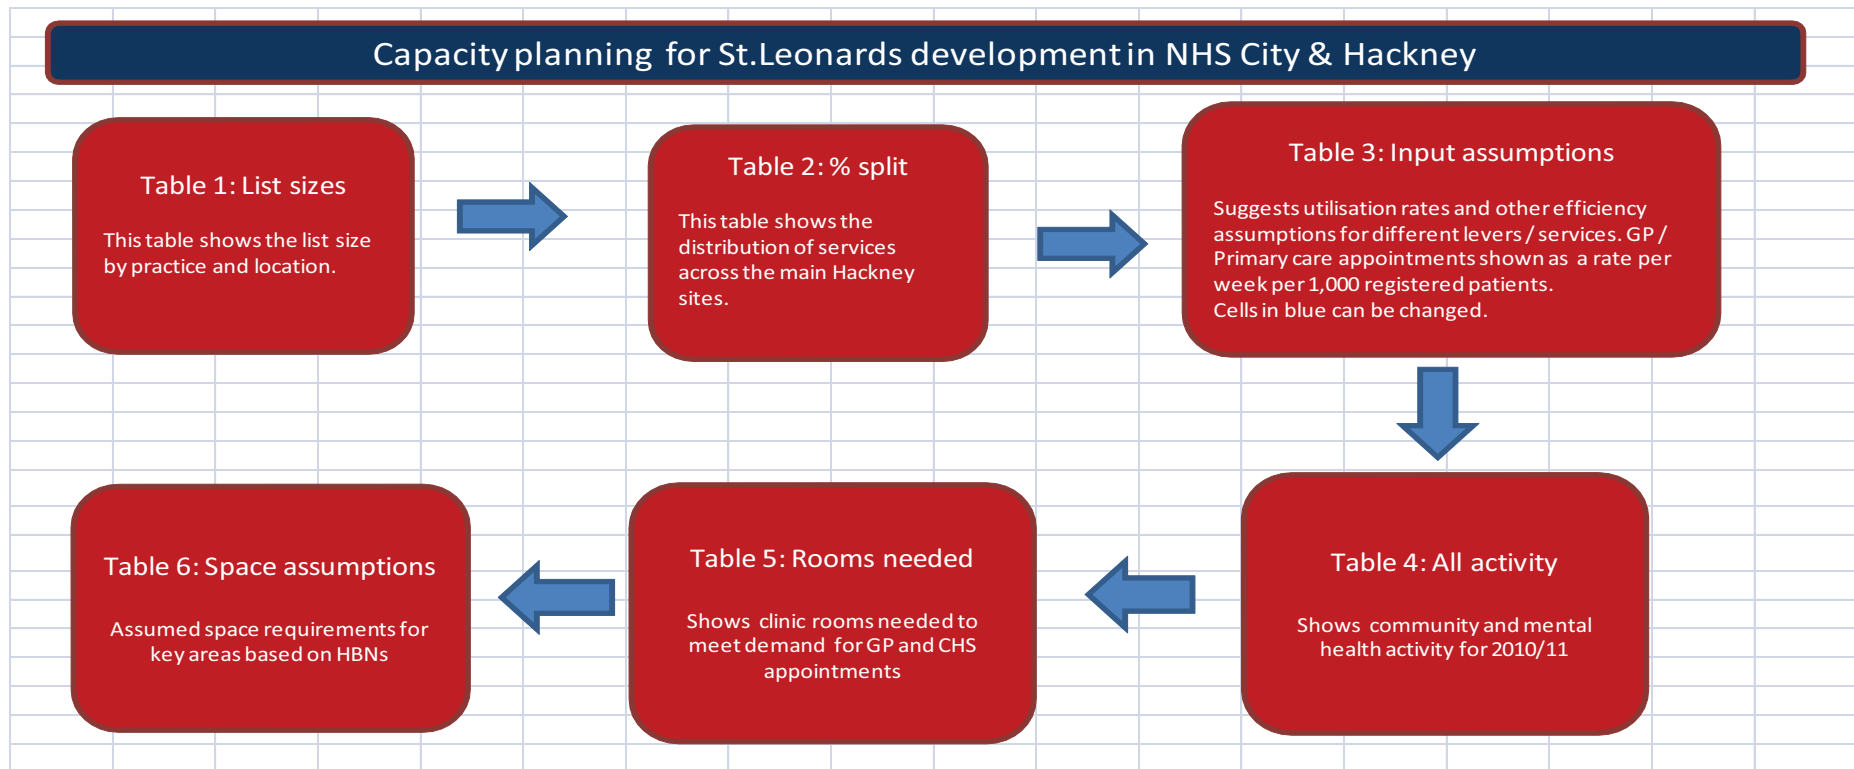 Capacity planning for St.Leonards development in NHS City & Hackney
Table 1: List sizes
This table shows the list size
by practice and location.
Table 2: % split
This table shows the
distribution of services
across the main Hackney
sites.
Table 3: Input assumptions
Suggests utilisation rates and other efficiency
assumptions for different levers / services. GP /
Primary care appointments shown as a rate per
week per 1,000 registered patients.
Cells in blue can be changed.
Table 4: All activity
Shows community and mental
health activity for 2010/11
Table 5: Rooms needed
Shows clinic rooms needed to
meet demand for GP and CHS
appointments
Table 6: Space assumptions
Assumed space requirements for
key areas based on HBNs